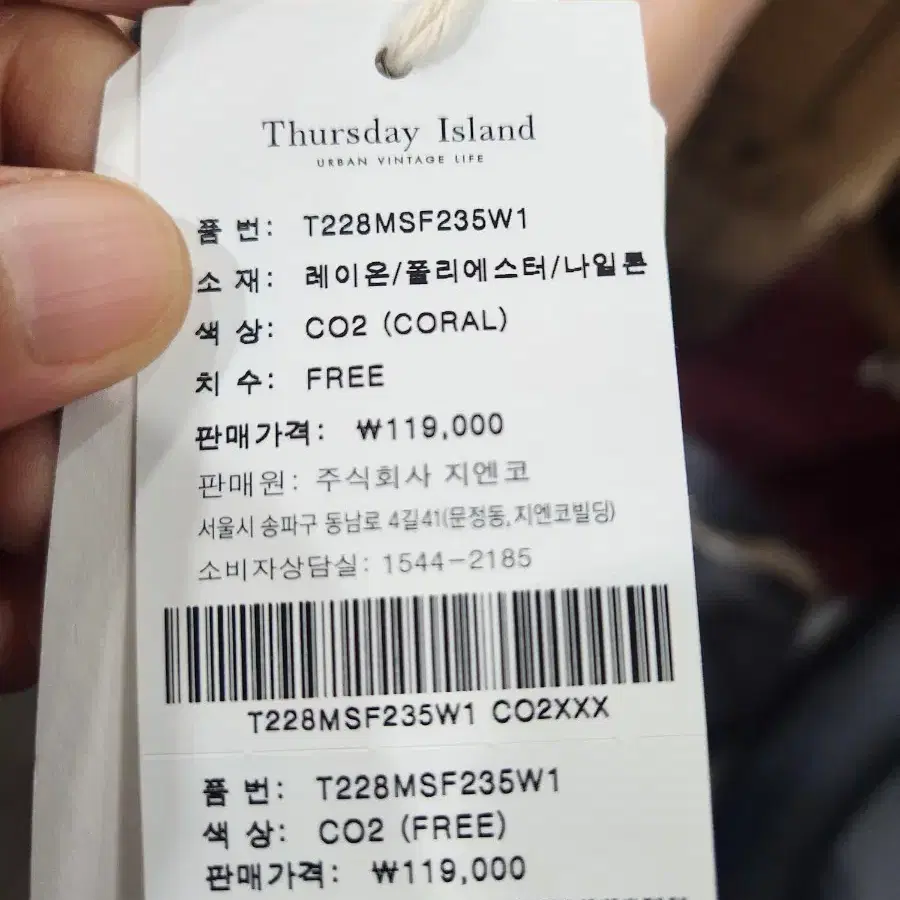 Thursday Island
URBAN VINTAGE LIFE
품 번: T228MSF235W1
소 재: 레이온/폴리에스터/나일론
색 상: CO2 (CORAL)
치 수: FREE
판매가격: ₩119,000
판매원: 주식회사 지엔코
서울시 송파구 동남로 4길41(문정동,지엔코빌딩)
소비자상담실: 1544-2185
T228MSF235W1 CO2XXX
품 번: T228MSF235W1
색 상: CO2 (FREE)
판매가격: ₩119,000